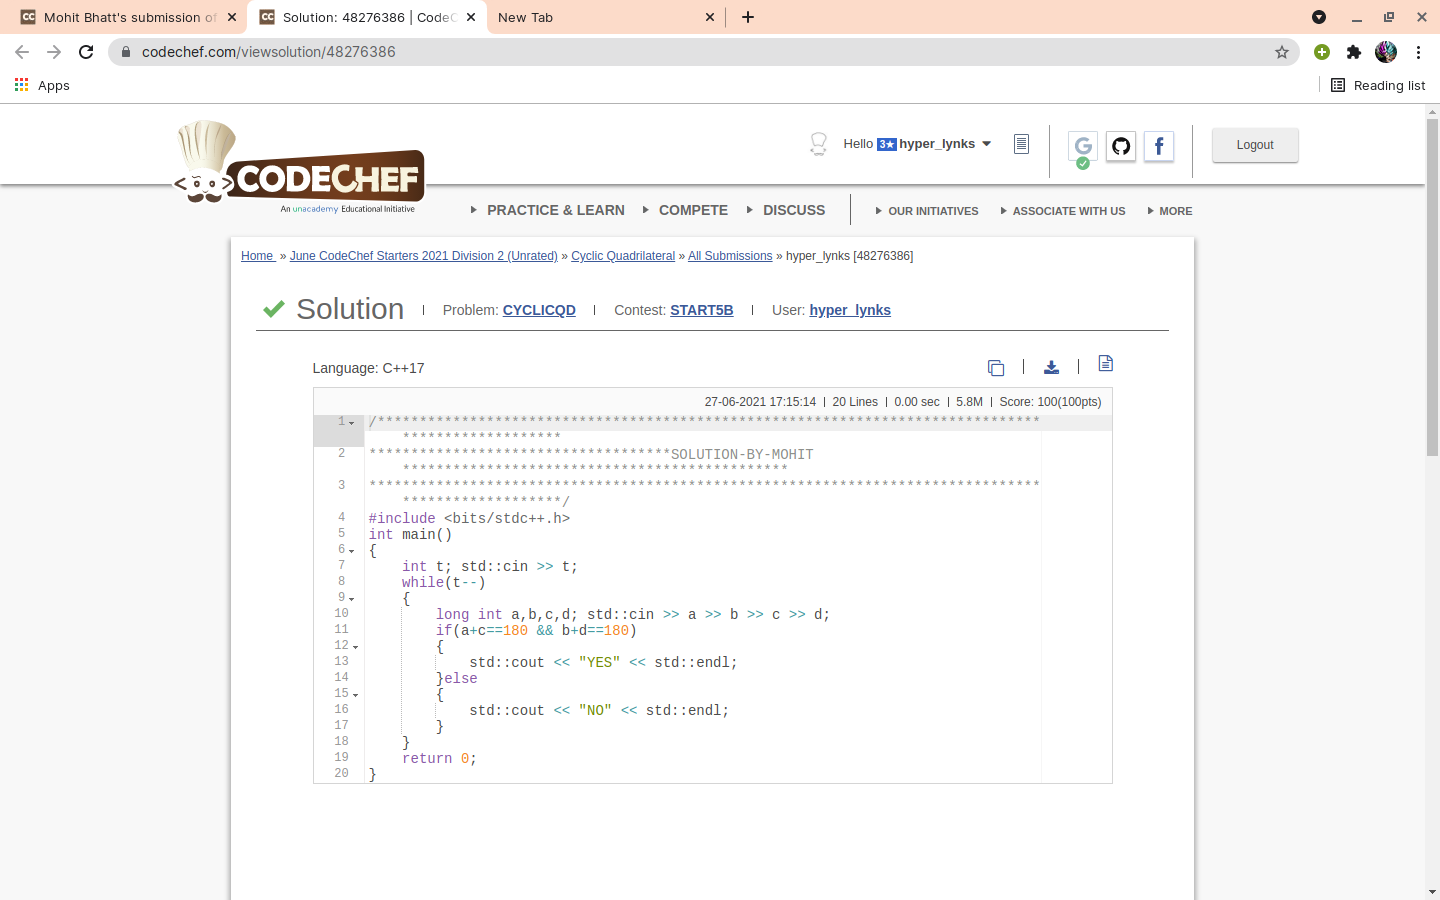 Mohit Bhatt's submission of
Solution: 48276386 | CodeC
New Tab
codechef.com/viewsolution/48276386
Apps
Reading list
CODECHEF
An unacademy Educational Initiative
Hello 3★ hyper_lynks
Logout
PRACTICE & LEARN COMPETE DISCUSS OUR INITIATIVES ASSOCIATE WITH US MORE
Home » June CodeChef Starters 2021 Division 2 (Unrated) » Cyclic Quadrilateral » All Submissions » hyper_lynks [48276386]
Solution | Problem: CYCLICQD | Contest: START5B | User: hyper_lynks
Language: C++17
27-06-2021 17:15:14 | 20 Lines | 0.00 sec | 5.8M | Score: 100(100pts)
1 /*******************************************************************************
*******************
2 ************************************SOLUTION-BY-MOHIT
**********************************************
3 ********************************************************************************
*******************/
4 #include <bits/stdc++.h>
5 int main()
6 {
7 int t; std::cin >> t;
8 while(t--)
9 {
10 long int a,b,c,d; std::cin >> a >> b >> c >> d;
11 if(a+c==180 && b+d==180)
12 {
13 std::cout << "YES" << std::endl;
14 }else
15 {
16 std::cout << "NO" << std::endl;
17 }
18 }
19 return 0;
20 }